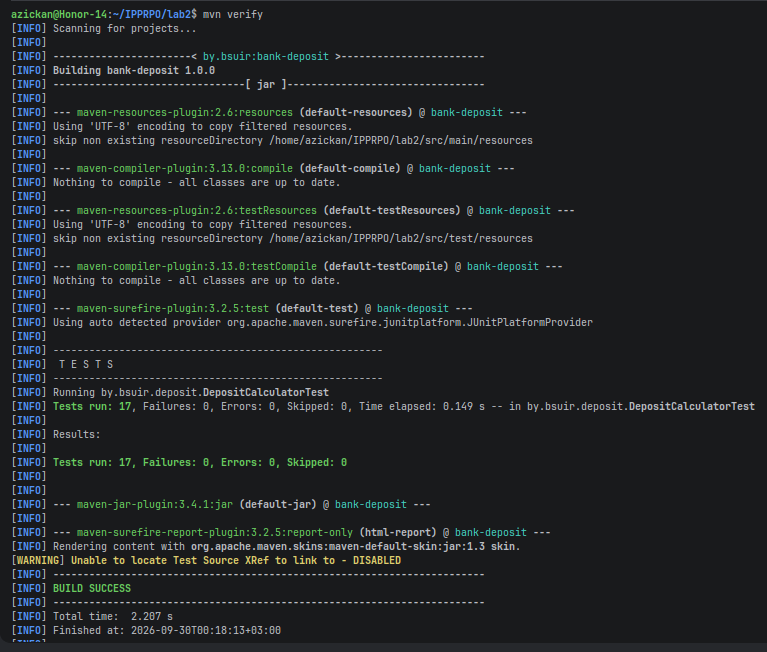 azickan@Honor-14:~/IPPRPO/lab2$ mvn verify
[INFO] Scanning for projects...
[INFO]
[INFO] -----------------------< by.bsuir:bank-deposit >------------------------
[INFO] Building bank-deposit 1.0.0
[INFO] --------------------------------[ jar ]---------------------------------
[INFO]
[INFO] --- maven-resources-plugin:2.6:resources (default-resources) @ bank-deposit ---
[INFO] Using 'UTF-8' encoding to copy filtered resources.
[INFO] skip non existing resourceDirectory /home/azickan/IPPRPO/lab2/src/main/resources
[INFO]
[INFO] --- maven-compiler-plugin:3.13.0:compile (default-compile) @ bank-deposit ---
[INFO] Nothing to compile - all classes are up to date.
[INFO]
[INFO] --- maven-resources-plugin:2.6:testResources (default-testResources) @ bank-deposit ---
[INFO] Using 'UTF-8' encoding to copy filtered resources.
[INFO] skip non existing resourceDirectory /home/azickan/IPPRPO/lab2/src/test/resources
[INFO]
[INFO] --- maven-compiler-plugin:3.13.0:testCompile (default-testCompile) @ bank-deposit ---
[INFO] Nothing to compile - all classes are up to date.
[INFO]
[INFO] --- maven-surefire-plugin:3.2.5:test (default-test) @ bank-deposit ---
[INFO] Using auto detected provider org.apache.maven.surefire.junitplatform.JUnitPlatformProvider
[INFO]
[INFO] -------------------------------------------------------
[INFO]  T E S T S
[INFO] -------------------------------------------------------
[INFO] Running by.bsuir.deposit.DepositCalculatorTest
[INFO] Tests run: 17, Failures: 0, Errors: 0, Skipped: 0, Time elapsed: 0.149 s -- in by.bsuir.deposit.DepositCalculatorTest
[INFO]
[INFO] Results:
[INFO]
[INFO] Tests run: 17, Failures: 0, Errors: 0, Skipped: 0
[INFO]
[INFO]
[INFO] --- maven-jar-plugin:3.4.1:jar (default-jar) @ bank-deposit ---
[INFO]
[INFO] --- maven-surefire-report-plugin:3.2.5:report-only (html-report) @ bank-deposit ---
[INFO] Rendering content with org.apache.maven.skins:maven-default-skin:jar:1.3 skin.
[WARNING] Unable to locate Test Source XRef to link to - DISABLED
[INFO] ------------------------------------------------------------------------
[INFO] BUILD SUCCESS
[INFO] ------------------------------------------------------------------------
[INFO] Total time:  2.207 s
[INFO] Finished at: 2026-09-30T00:18:13+03:00